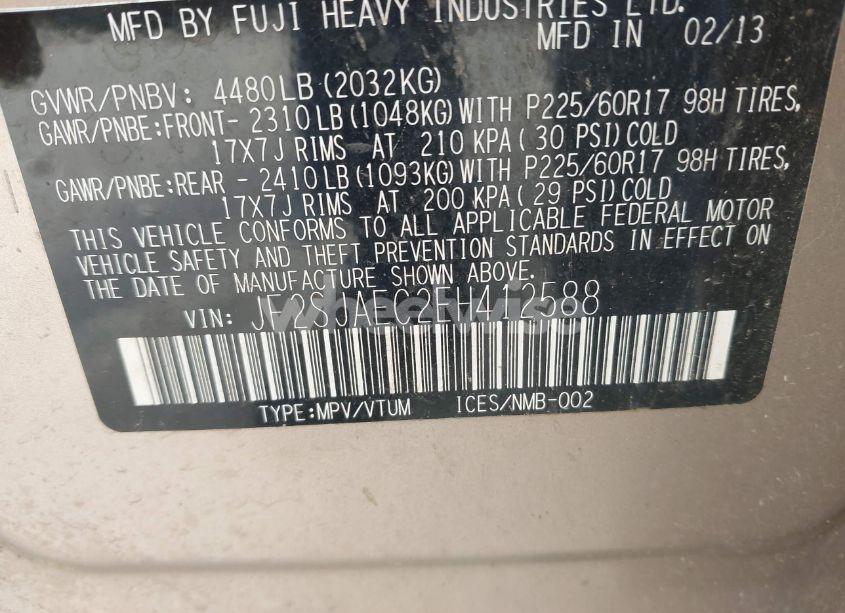 MFD BY FUJI HEAVY INDUSTRIES LTD.
MFD IN 02/13
GVWR/PNBV: 4480LB(2032KG)
GAWR/PNBE:FRONT- 2310LB(1048KG)WITH P225/60R17 98H TIRES,
17X7J RIMS AT 210 KPA(30 PSI)COLD
GAWR/PNBE:REAR - 2410LB(1093KG)WITH P225/60R17 98H TIRES,
17X7J RIMS AT 200 KPA(29 PSI)COLD
THIS VEHICLE CONFORMS TO ALL APPLICABLE FEDERAL MOTOR
VEHICLE SAFETY AND THEFT PREVENTION STANDARDS IN EFFECT ON
THE DATE OF MANUFACTURE SHOWN ABOVE.
VIN: JF2SJAEC2EH412588
TYPE:MPV/VTUM ICES/NMB-002